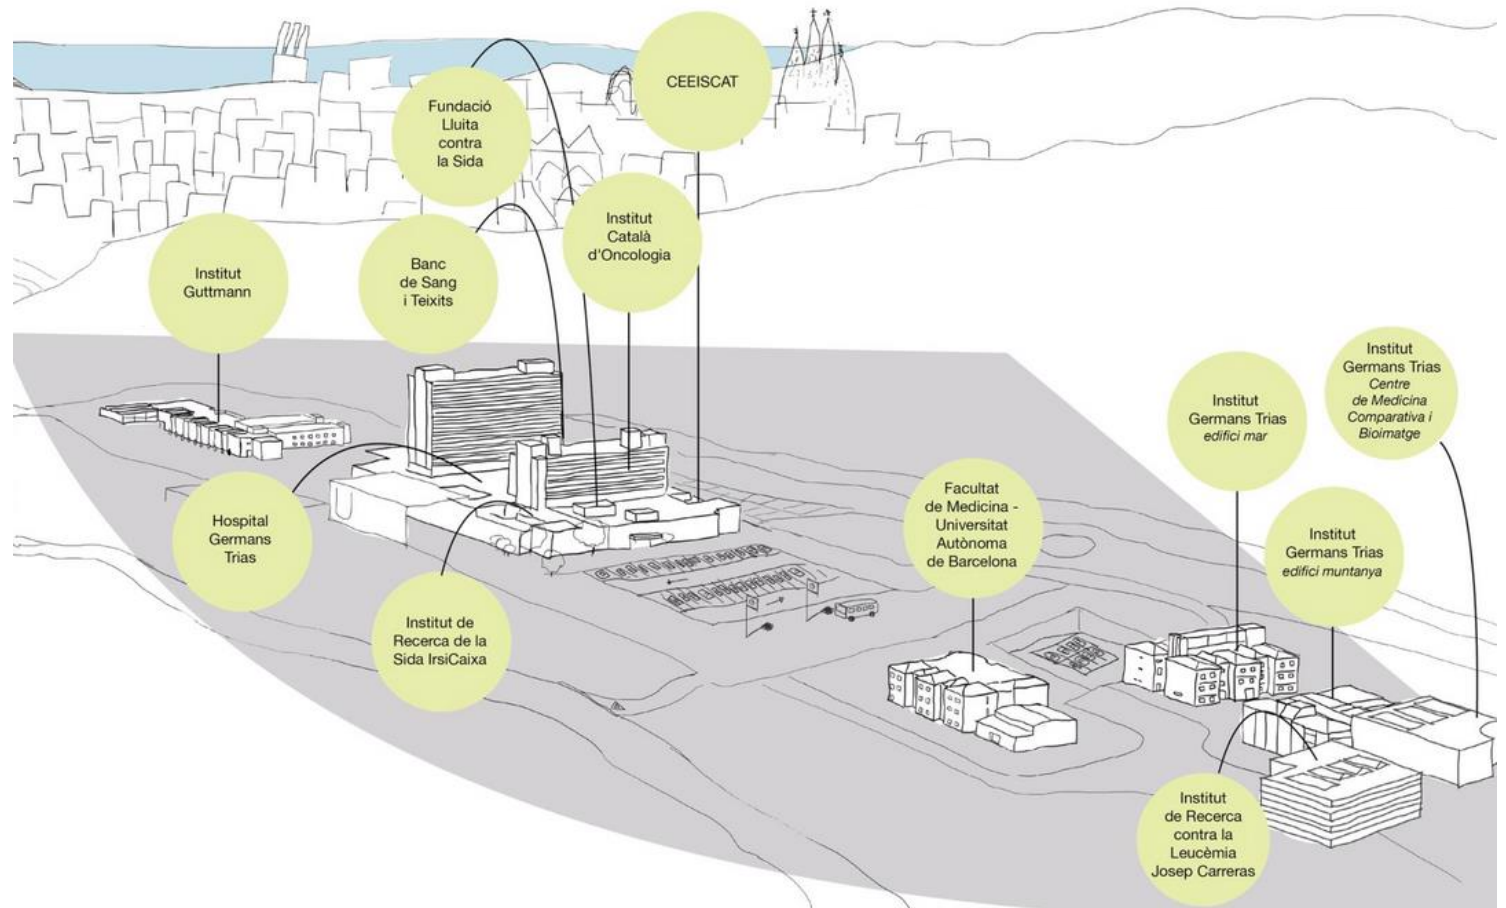 CEEISCAT
Fundació
Lluita
contra
la Sida
Institut
Català
d'Oncologia
Banc
de Sang
i Teixits
Institut
Guttmann
Institut
Germans Trias
Centre
de Medicina
Comparativa i
Bioimatge
Institut
Germans Trias
edifici mar
Facultat
de Medicina -
Universitat
Autònoma
de Barcelona
Hospital
Germans
Trias
Institut
Germans Trias
edifici muntanya
Institut de
Recerca de la
Sida IrsiCaixa
Institut
de Recerca
contra la
Leucèmia
Josep Carreras